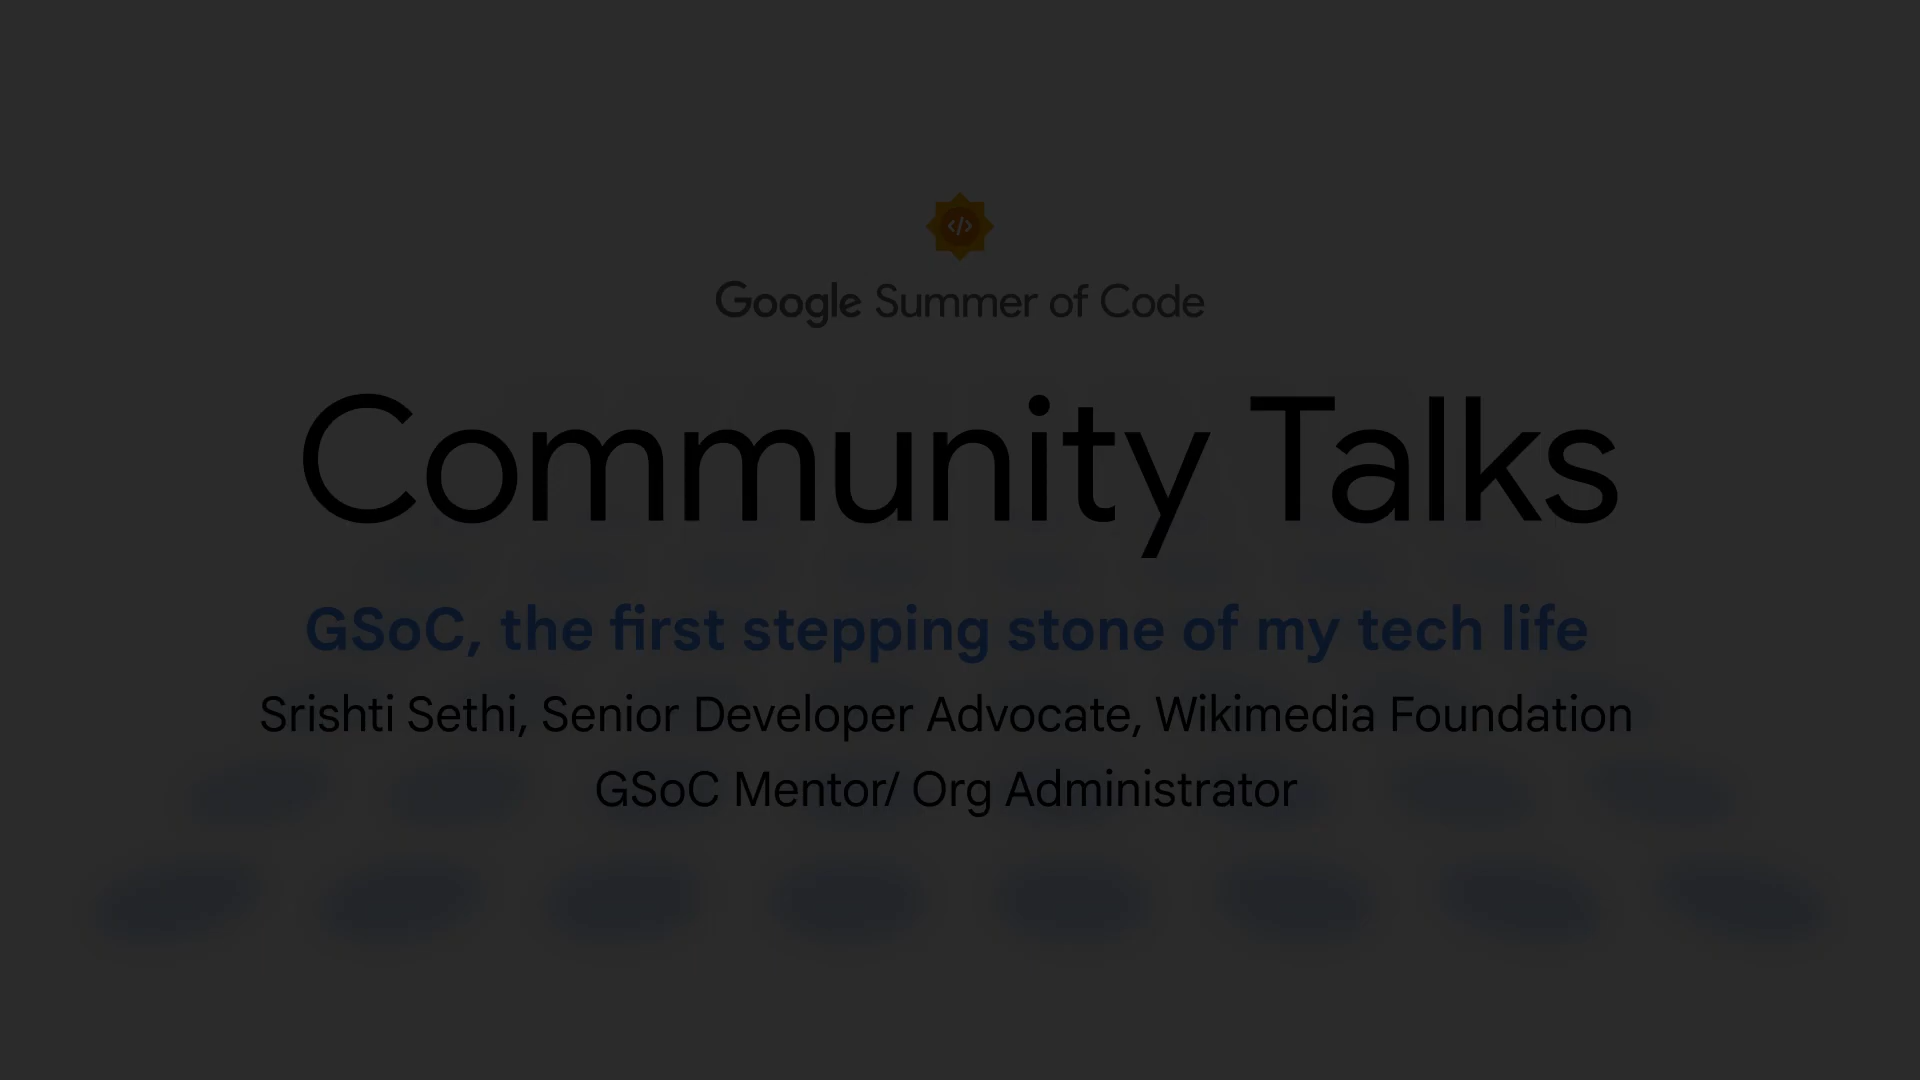 </>
Google Summer of Code
Community Talks
GSoC, the first stepping stone of my tech life
Srishti Sethi, Senior Developer Advocate, Wikimedia Foundation
GSoC Mentor/ Org Administrator